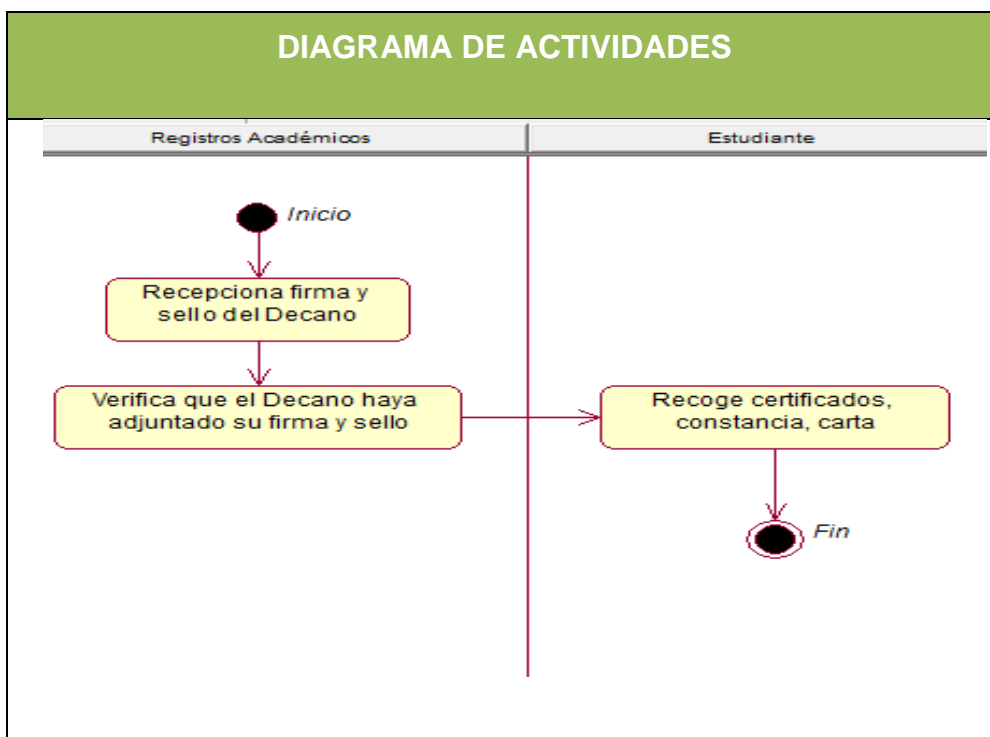 DIAGRAMA DE ACTIVIDADES
Registros Académicos
Estudiante
Inicio
Recepciona firma y
sello del Decano
Verifica que el Decano haya
adjuntado su firma y sello
Recoge certificados,
constancia, carta
Fin